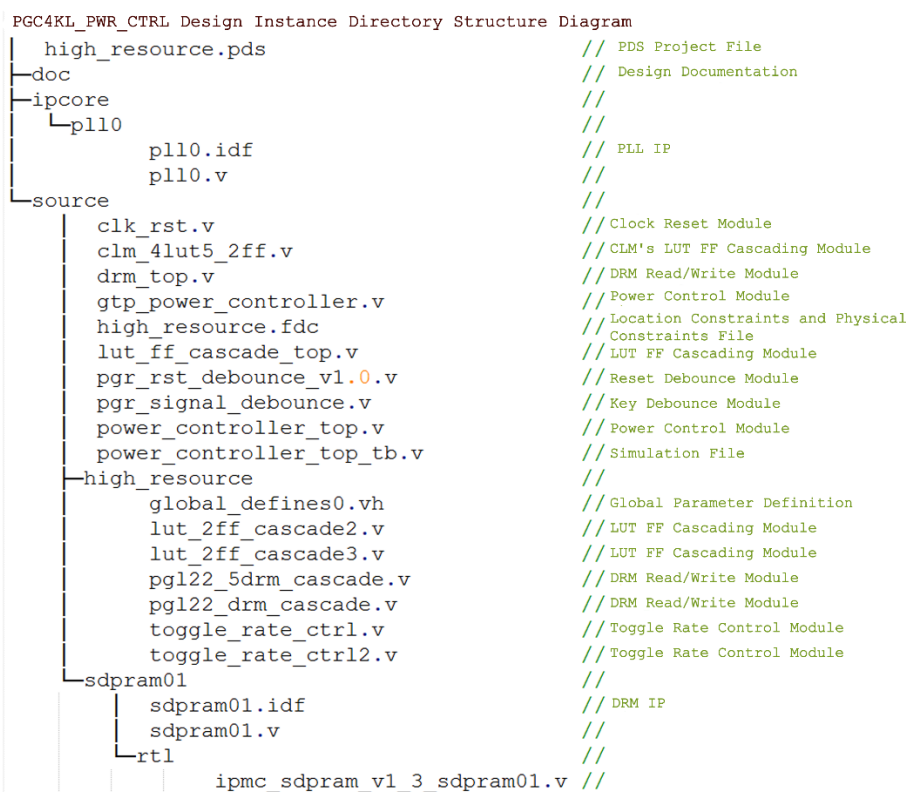 PGC4KL_PWR_CTRL Design Instance Directory Structure Diagram
high_resource.pds // PDS Project File
doc // Design Documentation
ipcore //
pll0 //
pll0.idf // PLL IP
pll0.v //
source //
clk_rst.v // Clock Reset Module
clm_4lut5_2ff.v // CLM's LUT FF Cascading Module
drm_top.v // DRM Read/Write Module
gtp_power_controller.v // Power Control Module
high_resource.fdc // Location Constraints and Physical
Constraints File
lut_ff_cascade_top.v // LUT FF Cascading Module
pgr_rst_debounce_v1.0.v // Reset Debounce Module
pgr_signal_debounce.v // Key Debounce Module
power_controller_top.v // Power Control Module
power_controller_top_tb.v // Simulation File
high_resource //
global_defines0.vh // Global Parameter Definition
lut_2ff_cascade2.v // LUT FF Cascading Module
lut_2ff_cascade3.v // LUT FF Cascading Module
pgl22_5drm_cascade.v // DRM Read/Write Module
pgl22_drm_cascade.v // DRM Read/Write Module
toggle_rate_ctrl.v // Toggle Rate Control Module
toggle_rate_ctrl2.v // Toggle Rate Control Module
sdpram01 //
sdpram01.idf // DRM IP
sdpram01.v //
rtl //
ipmc_sdpram_v1_3_sdpram01.v //